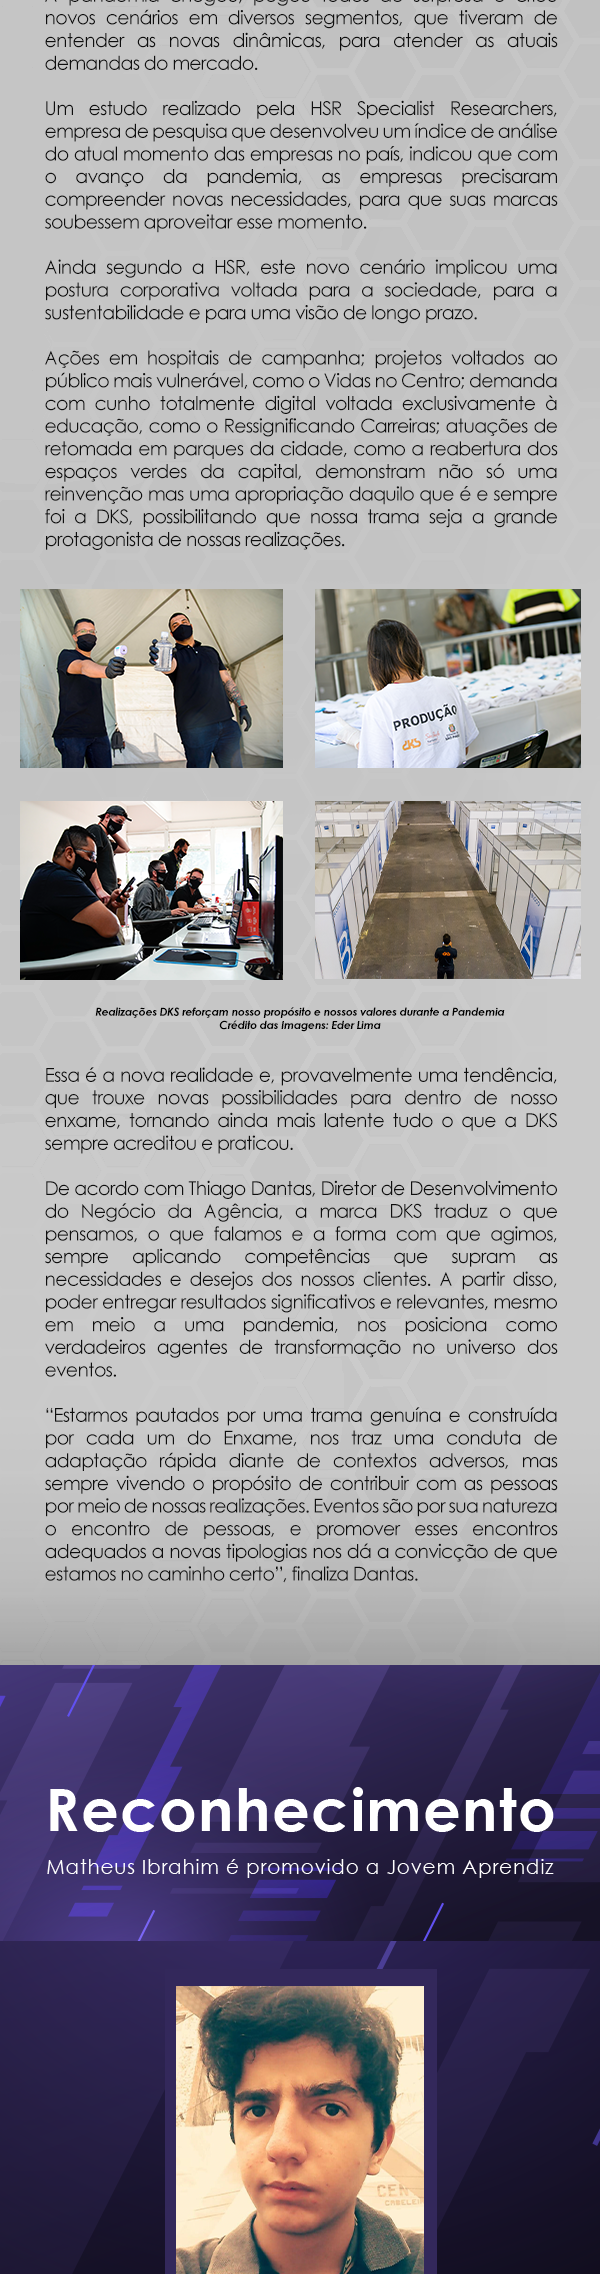 A pandemia chegou, pegou todos de surpresa e criou
novos cenários em diversos segmentos, que tiveram de
entender as novas dinâmicas, para atender as atuais
demandas do mercado.
Um estudo realizado pela HSR Specialist Researchers,
empresa de pesquisa que desenvolveu um índice de análise
do atual momento das empresas no país, indicou que com
o avanço da pandemia, as empresas precisaram
compreender novas necessidades, para que suas marcas
soubessem aproveitar esse momento.
Ainda segundo a HSR, este novo cenário implicou uma
postura corporativa voltada para a sociedade, para a
sustentabilidade e para uma visão de longo prazo.
Ações em hospitais de campanha; projetos voltados ao
público mais vulnerável, como o Vidas no Centro; demanda
com cunho totalmente digital voltada exclusivamente à
educação, como o Ressignificando Carreiras; atuações de
retomada em parques da cidade, como a reabertura dos
espaços verdes da capital, demonstram não só uma
reinvenção mas uma apropriação daquilo que é e sempre
foi a DKS, possibilitando que nossa trama seja a grande
protagonista de nossas realizações.
PRODUÇÃO
DKS
B
A
Realizações DKS reforçam nosso propósito e nossos valores durante a Pandemia
Crédito das Imagens: Eder Lima
Essa é a nova realidade e, provavelmente uma tendência,
que trouxe novas possibilidades para dentro de nosso
enxame, tornando ainda mais latente tudo o que a DKS
sempre acreditou e praticou.
De acordo com Thiago Dantas, Diretor de Desenvolvimento
do Negócio da Agência, a marca DKS traduz o que
pensamos, o que falamos e a forma com que agimos,
sempre aplicando competências que supram as
necessidades e desejos dos nossos clientes. A partir disso,
poder entregar resultados significativos e relevantes, mesmo
em meio a uma pandemia, nos posiciona como
verdadeiros agentes de transformação no universo dos
eventos.
“Estarmos pautados por uma trama genuína e construída
por cada um do Enxame, nos traz uma conduta de
adaptação rápida diante de contextos adversos, mas
sempre vivendo o propósito de contribuir com as pessoas
por meio de nossas realizações. Eventos são por sua natureza
o encontro de pessoas, e promover esses encontros
adequados a novas tipologias nos dá a convicção de que
estamos no caminho certo”, finaliza Dantas.
Reconhecimento
Matheus Ibrahim é promovido a Jovem Aprendiz